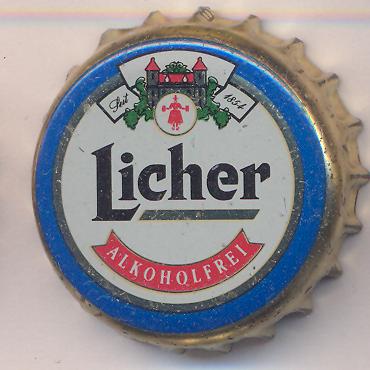 Seit 1854
Licher
ALKOHOLFREI